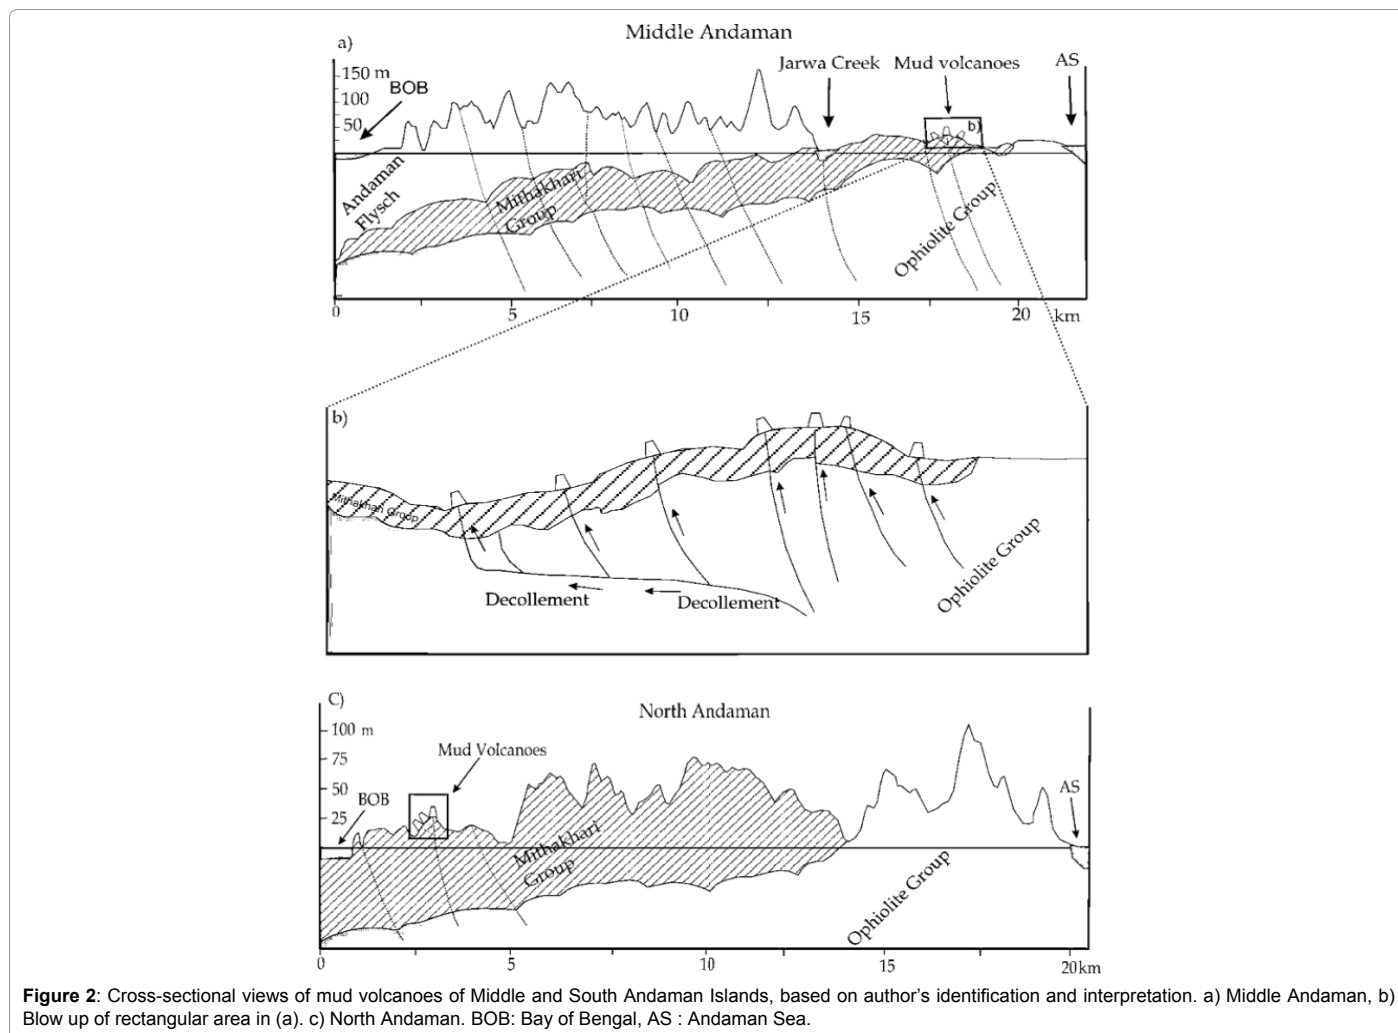 Middle Andaman
a)
150 m
100
50
BOB
Jarwa Creek
Mud volcanoes
AS
b)
Andaman
Flysch
Mithakhari
Group
Ophiolite Group
0
5
10
15
20
km
b)
Mithakhari Group
Decollement
Decollement
Ophiolite Group
C)
North Andaman
100 m
75
50
25
BOB
Mud Volcanoes
AS
Mithakhari
Group
Ophiolite Group
0
5
10
15
20 km
Figure 2: Cross-sectional views of mud volcanoes of Middle and South Andaman Islands, based on author's identification and interpretation. a) Middle Andaman, b)
Blow up of rectangular area in (a). c) North Andaman. BOB: Bay of Bengal, AS : Andaman Sea.